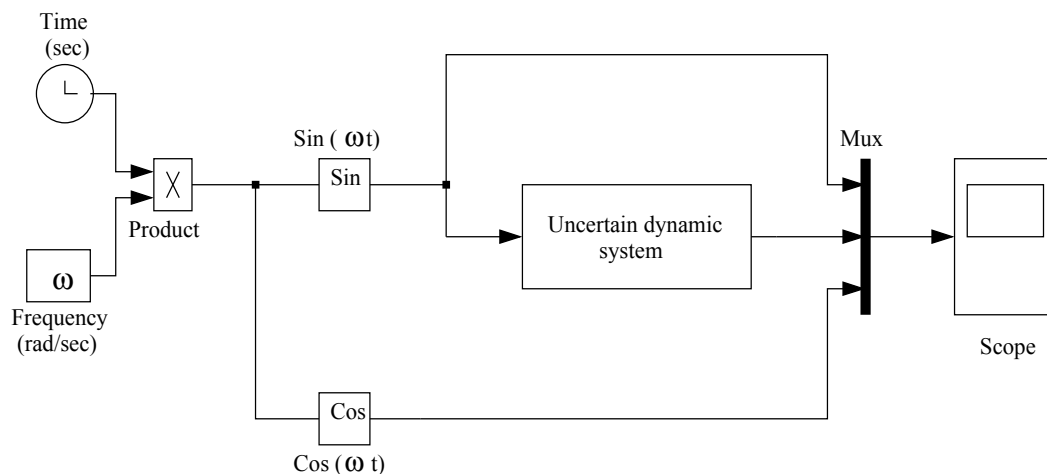 Time
(sec)
Sin ( ωt)
Sin
Mux
X
Product
Uncertain dynamic
system
ω
Frequency
(rad/sec)
Scope
Cos
Cos (ω t)